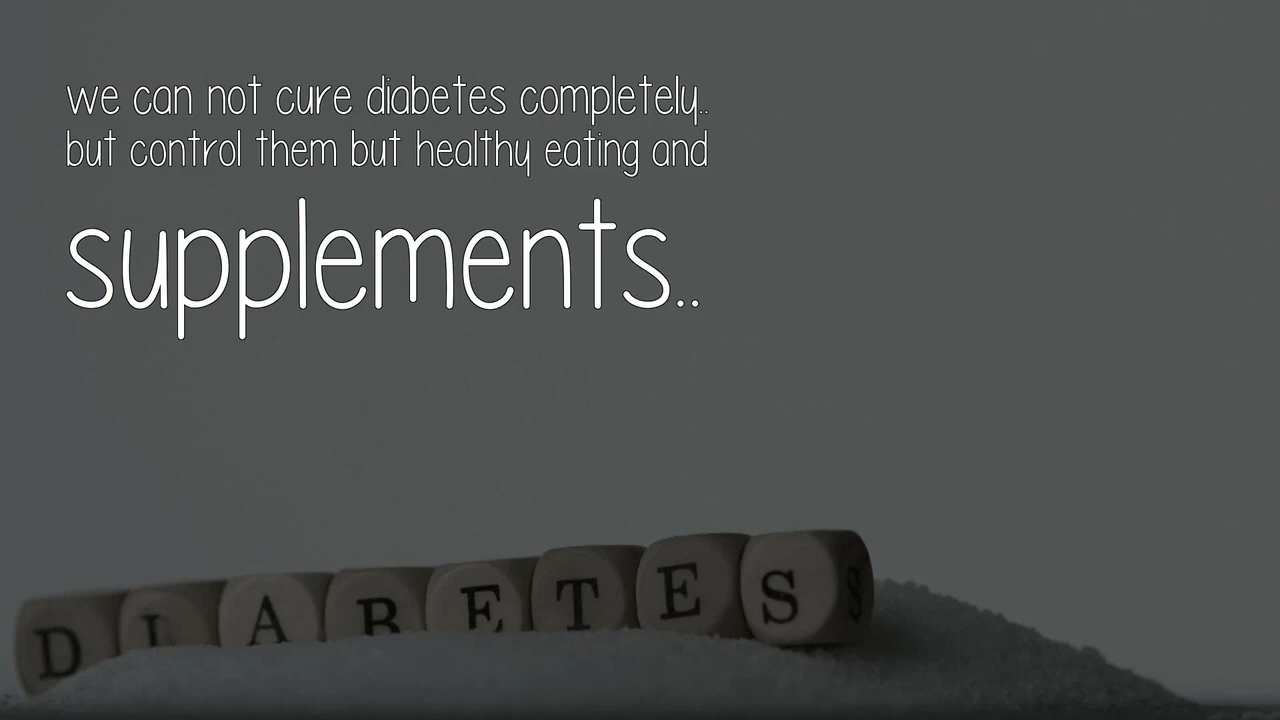 we can not cure diabetes completely..
but control them but healthy eating and
supplements..
DIABETES S